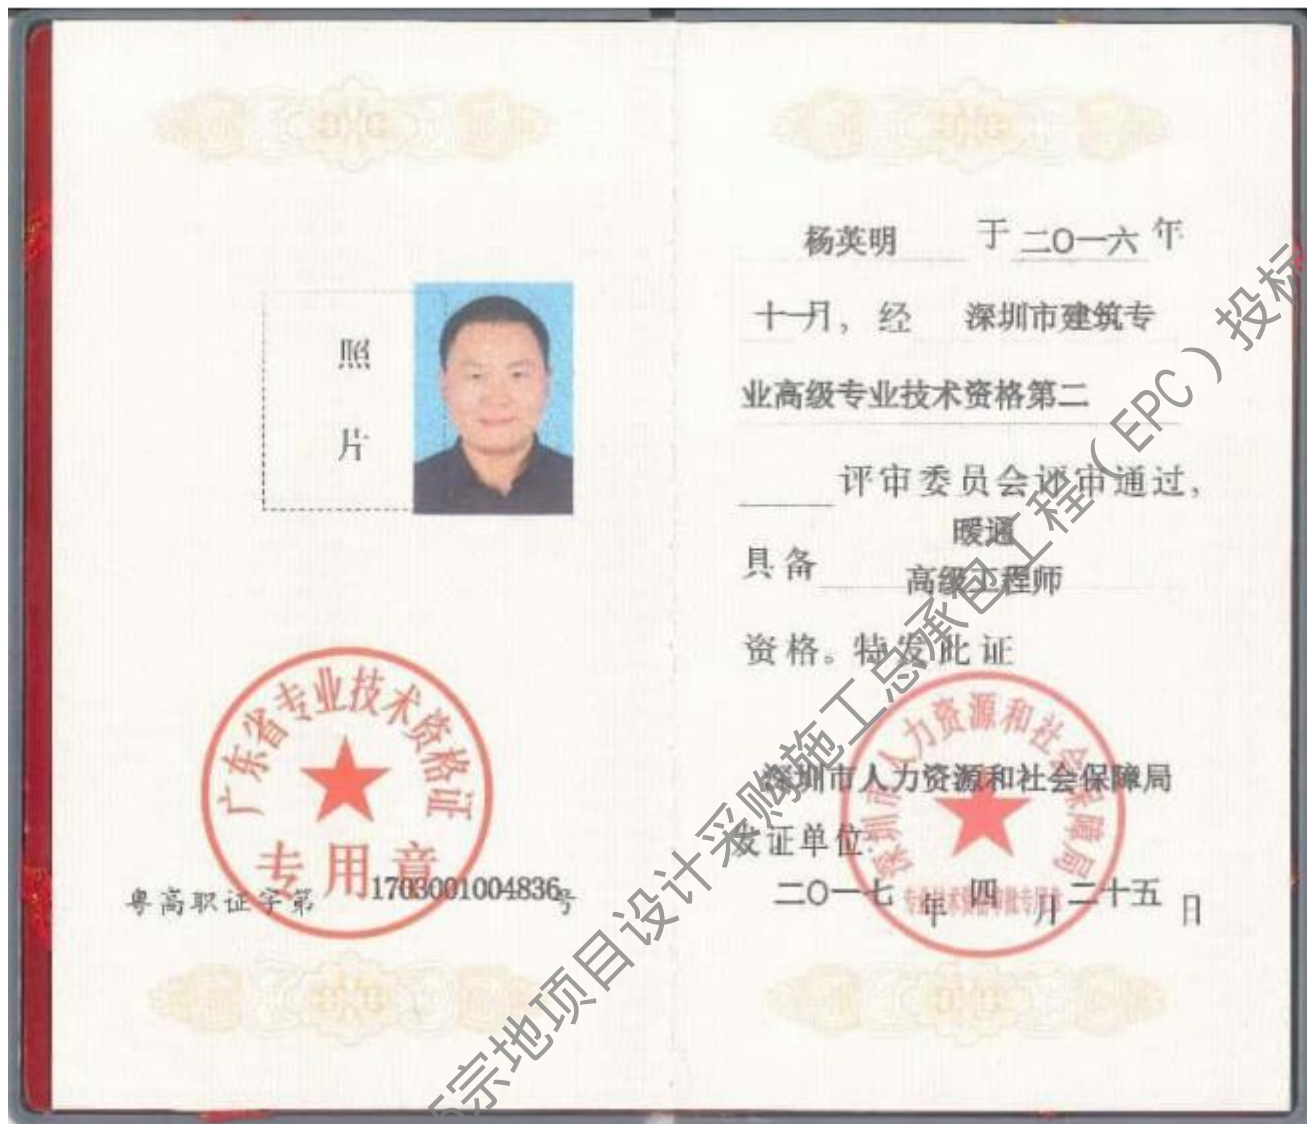 照
片
广东省专业技术资格证
专用章
粤高职证字第1703001004836号
杨英明 于 二〇一六 年
十一月，经 深圳市建筑专
业高级专业技术资格第二
评审委员会评审通过，
暖通
具备 高级工程师
资格。特发此证
深圳市人力资源和社会保障局
发证单位:
二〇一七 年 四 月 二十五 日
深圳市人力资源和社会保障局
宗地项目设计采购施工总承包工程（EPC）投标